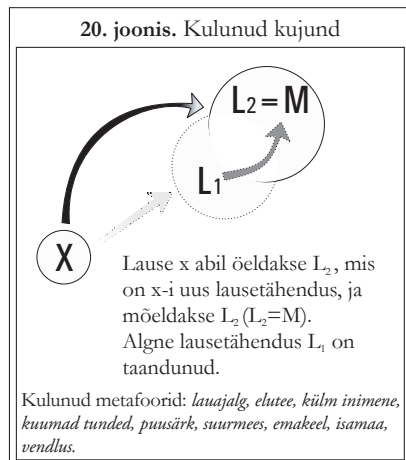 20. joonis. Kulunud kujund
L₂ = M
L₁
X
Lause x abil öeldakse L₂, mis
on x-i uus lausetähendus, ja
mõeldakse L₂ (L₂=M).
Algne lausetähendus L₁ on
taandunud.
Kulunud metafoorid: lauajalg, elutee, külm inimene,
kuumad tunded, puusärk, suurmees, emakeel, isamaa,
vendlus.